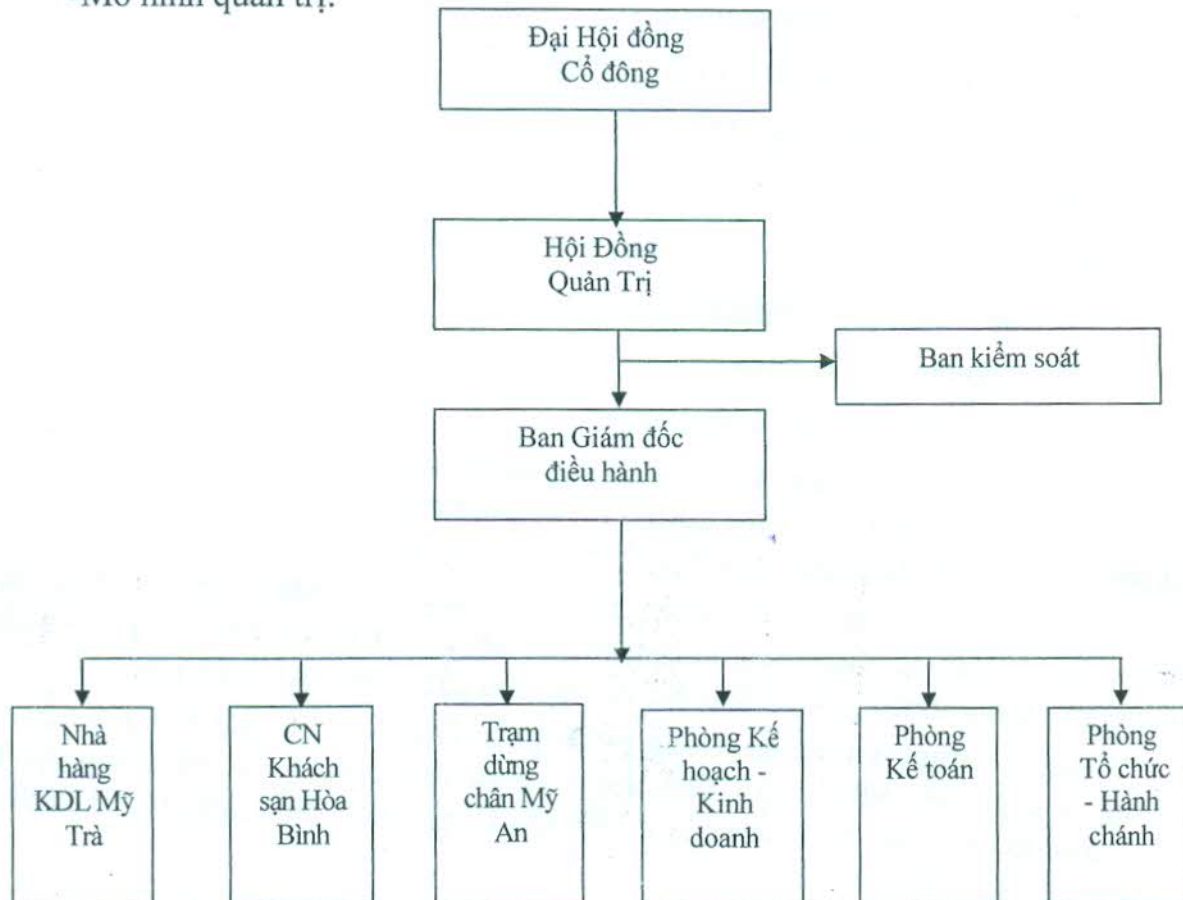 -Mô hình quản trị:
Đại Hội đồng
Cổ đông
Hội Đồng
Quản Trị
Ban kiểm soát
Ban Giám đốc
điều hành
Nhà
hàng
KDL Mỹ
Trà
CN
Khách
sạn Hòa
Bình
Trạm
dừng
chân Mỹ
An
Phòng Kế
hoạch -
Kinh
doanh
Phòng
Kế toán
Phòng
Tổ chức
- Hành
chánh